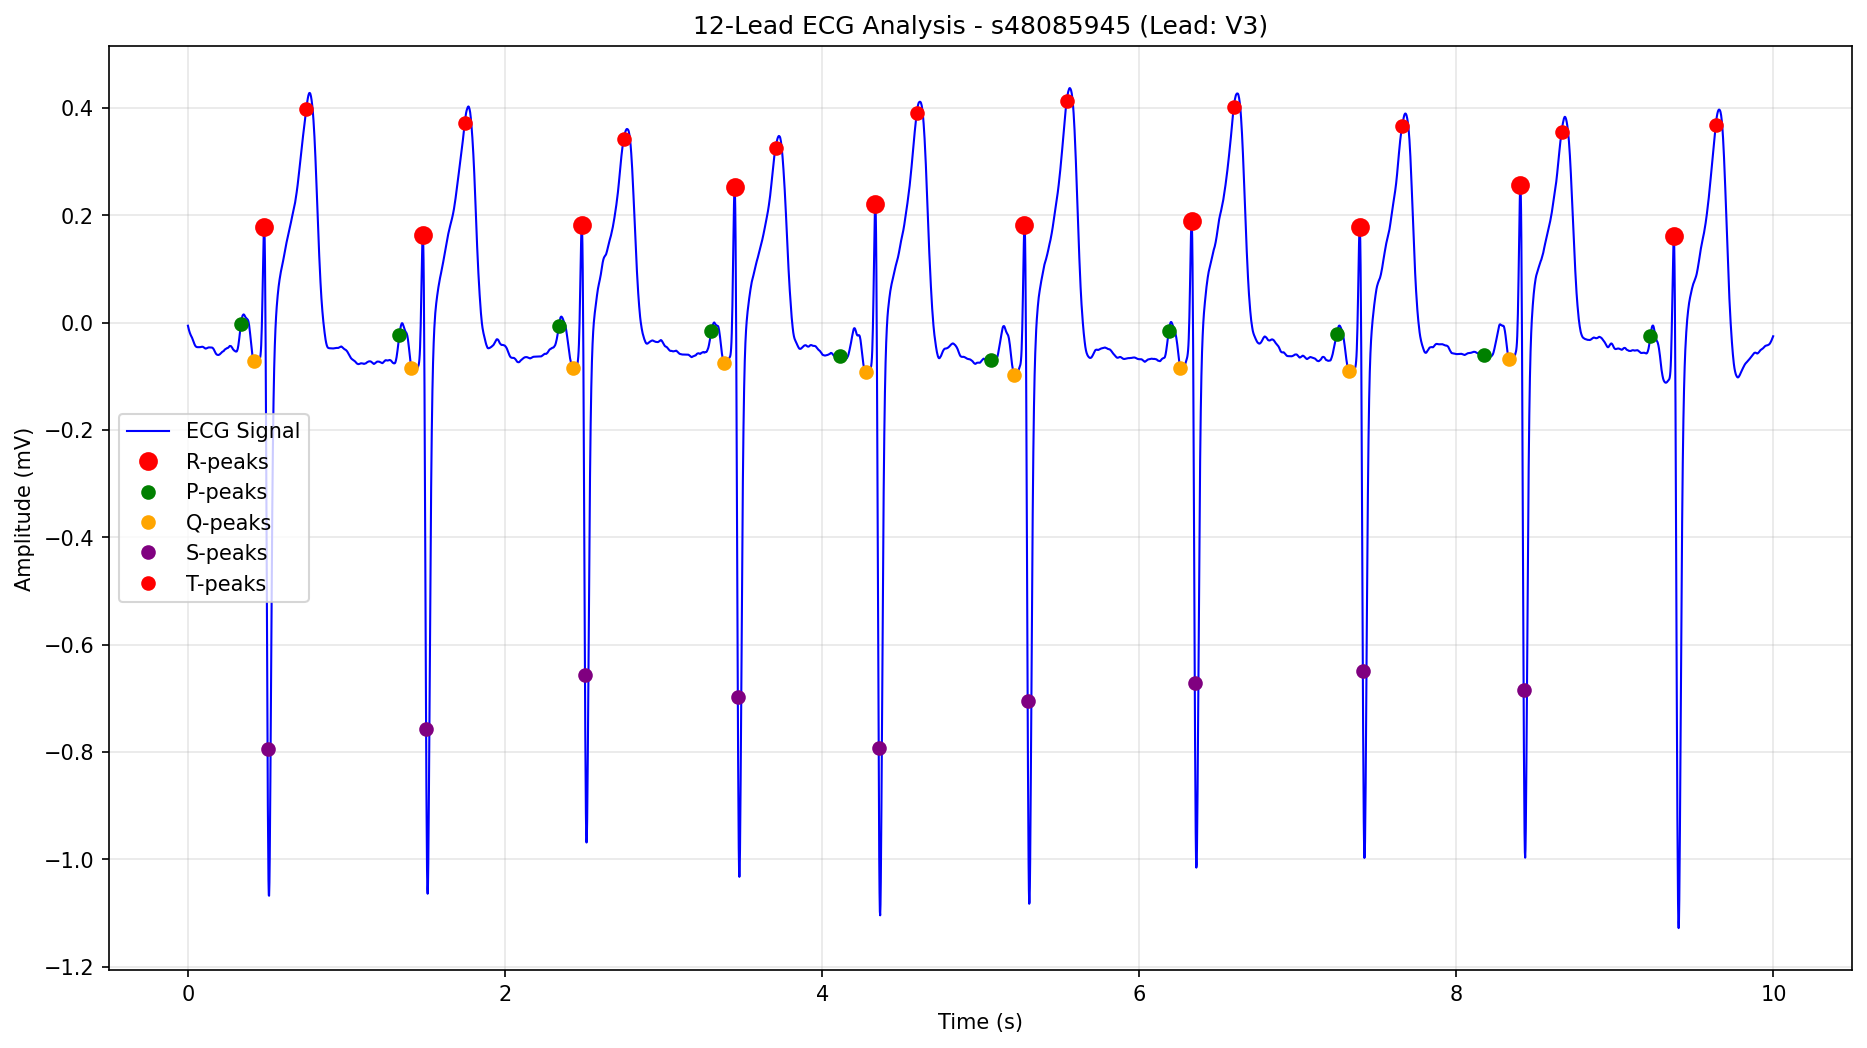 12-Lead ECG Analysis - s48085945 (Lead: V3)
Amplitude (mV)
0.4
0.2
0.0
−0.2
−0.4
−0.6
−0.8
−1.0
−1.2
ECG Signal
R-peaks
P-peaks
Q-peaks
S-peaks
T-peaks
0 2 4 6 8 10
Time (s)